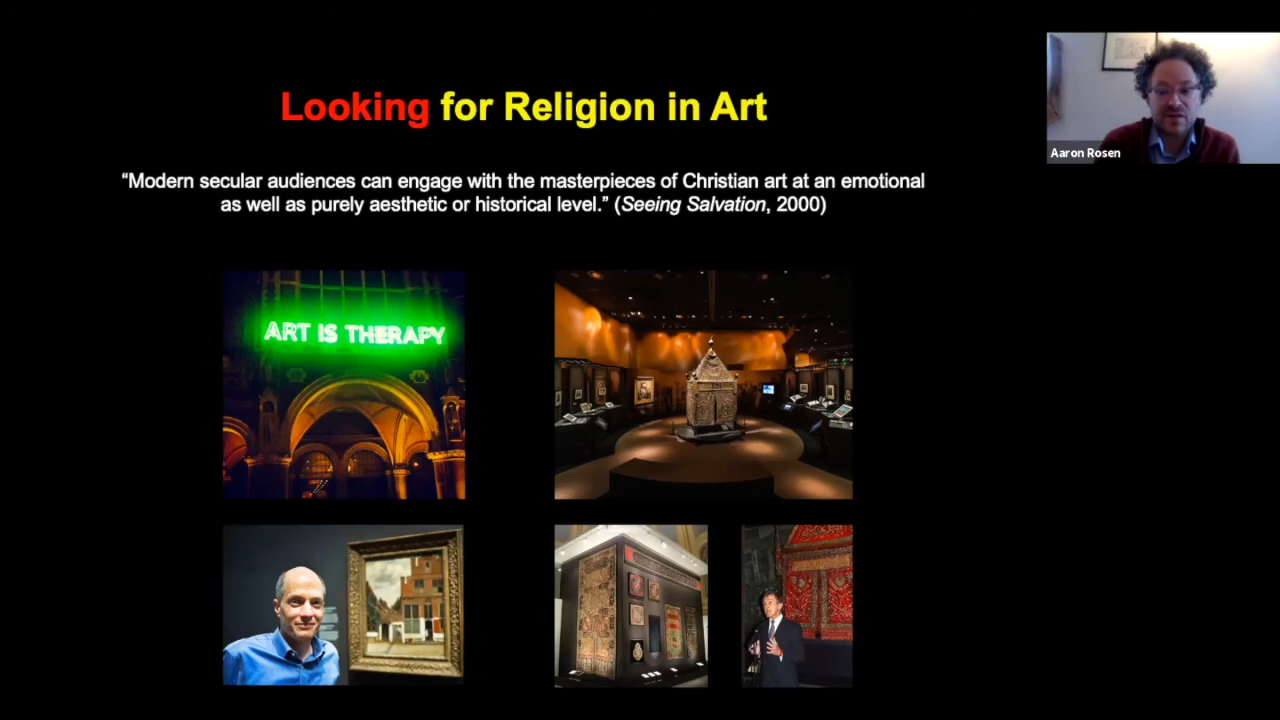 Looking for Religion in Art
“Modern secular audiences can engage with the masterpieces of Christian art at an emotional
as well as purely aesthetic or historical level.” (Seeing Salvation, 2000)
ART IS THERAPY
Aaron Rosen